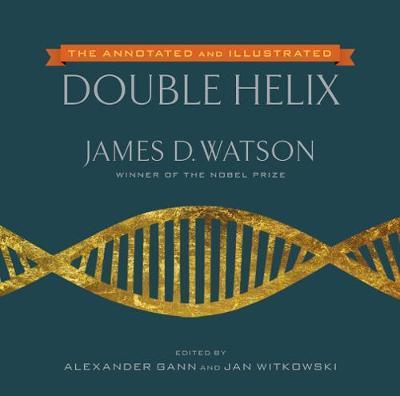 THE ANNOTATED AND ILLUSTRATED
DOUBLE HELIX
JAMES D. WATSON
WINNER OF THE NOBEL PRIZE
EDITED BY
ALEXANDER GANN AND JAN WITKOWSKI